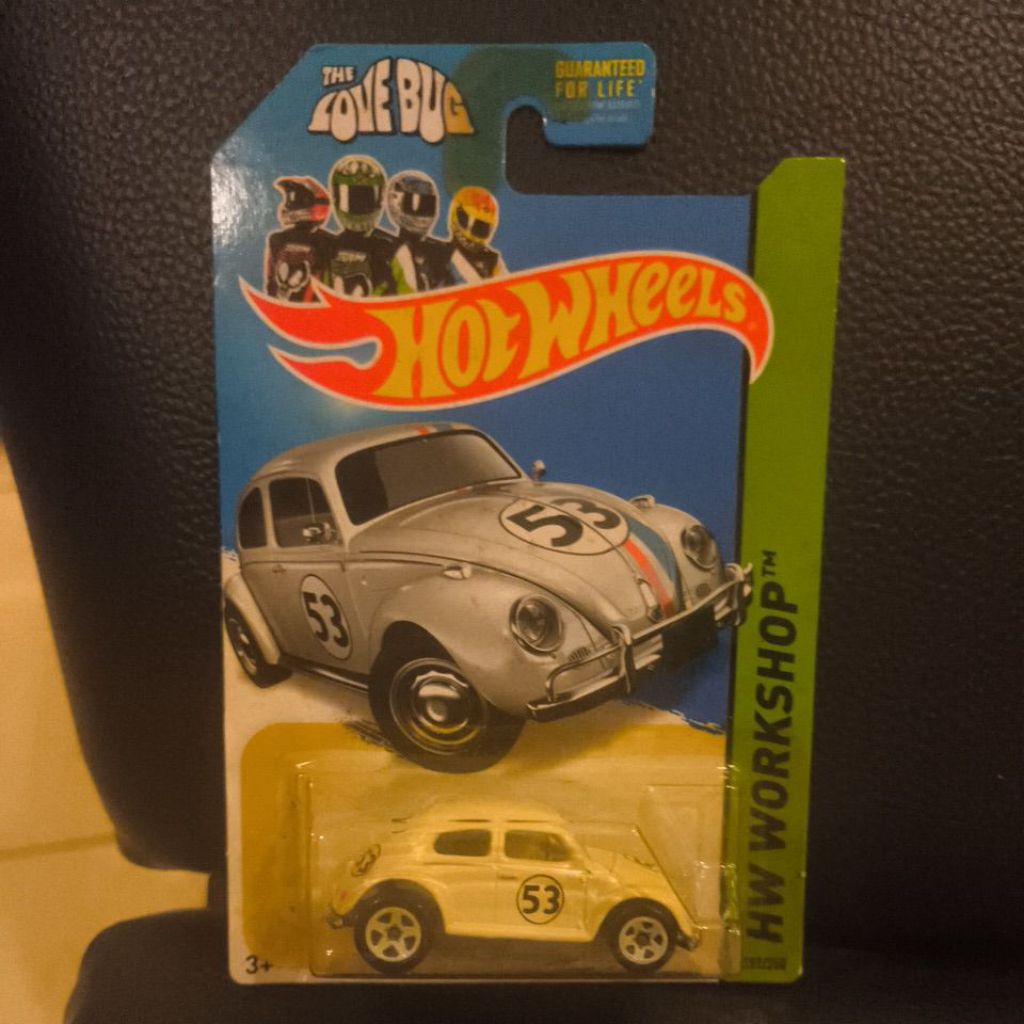 THE
LOVE BUG
GUARANTEED
FOR LIFE
HOT WHEELS
53
53
HW WORKSHOP™
53
3+